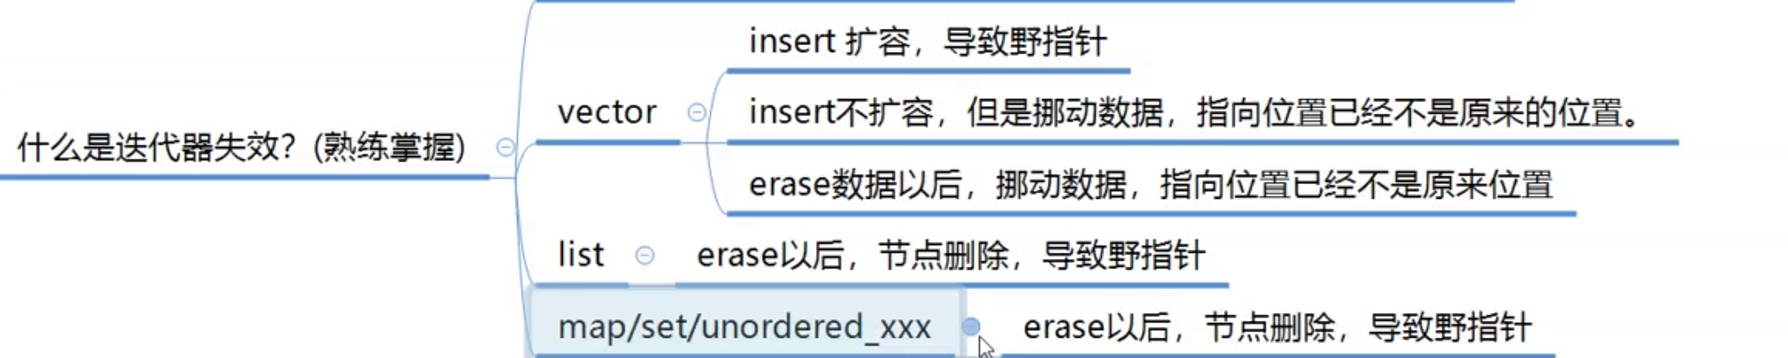 什么是迭代器失效？(熟练掌握)
vector
insert 扩容，导致野指针
insert不扩容，但是挪动数据，指向位置已经不是原来的位置。
erase数据以后，挪动数据，指向位置已经不是原来位置
list
erase以后，节点删除，导致野指针
map/set/unordered_xxx
erase以后，节点删除，导致野指针